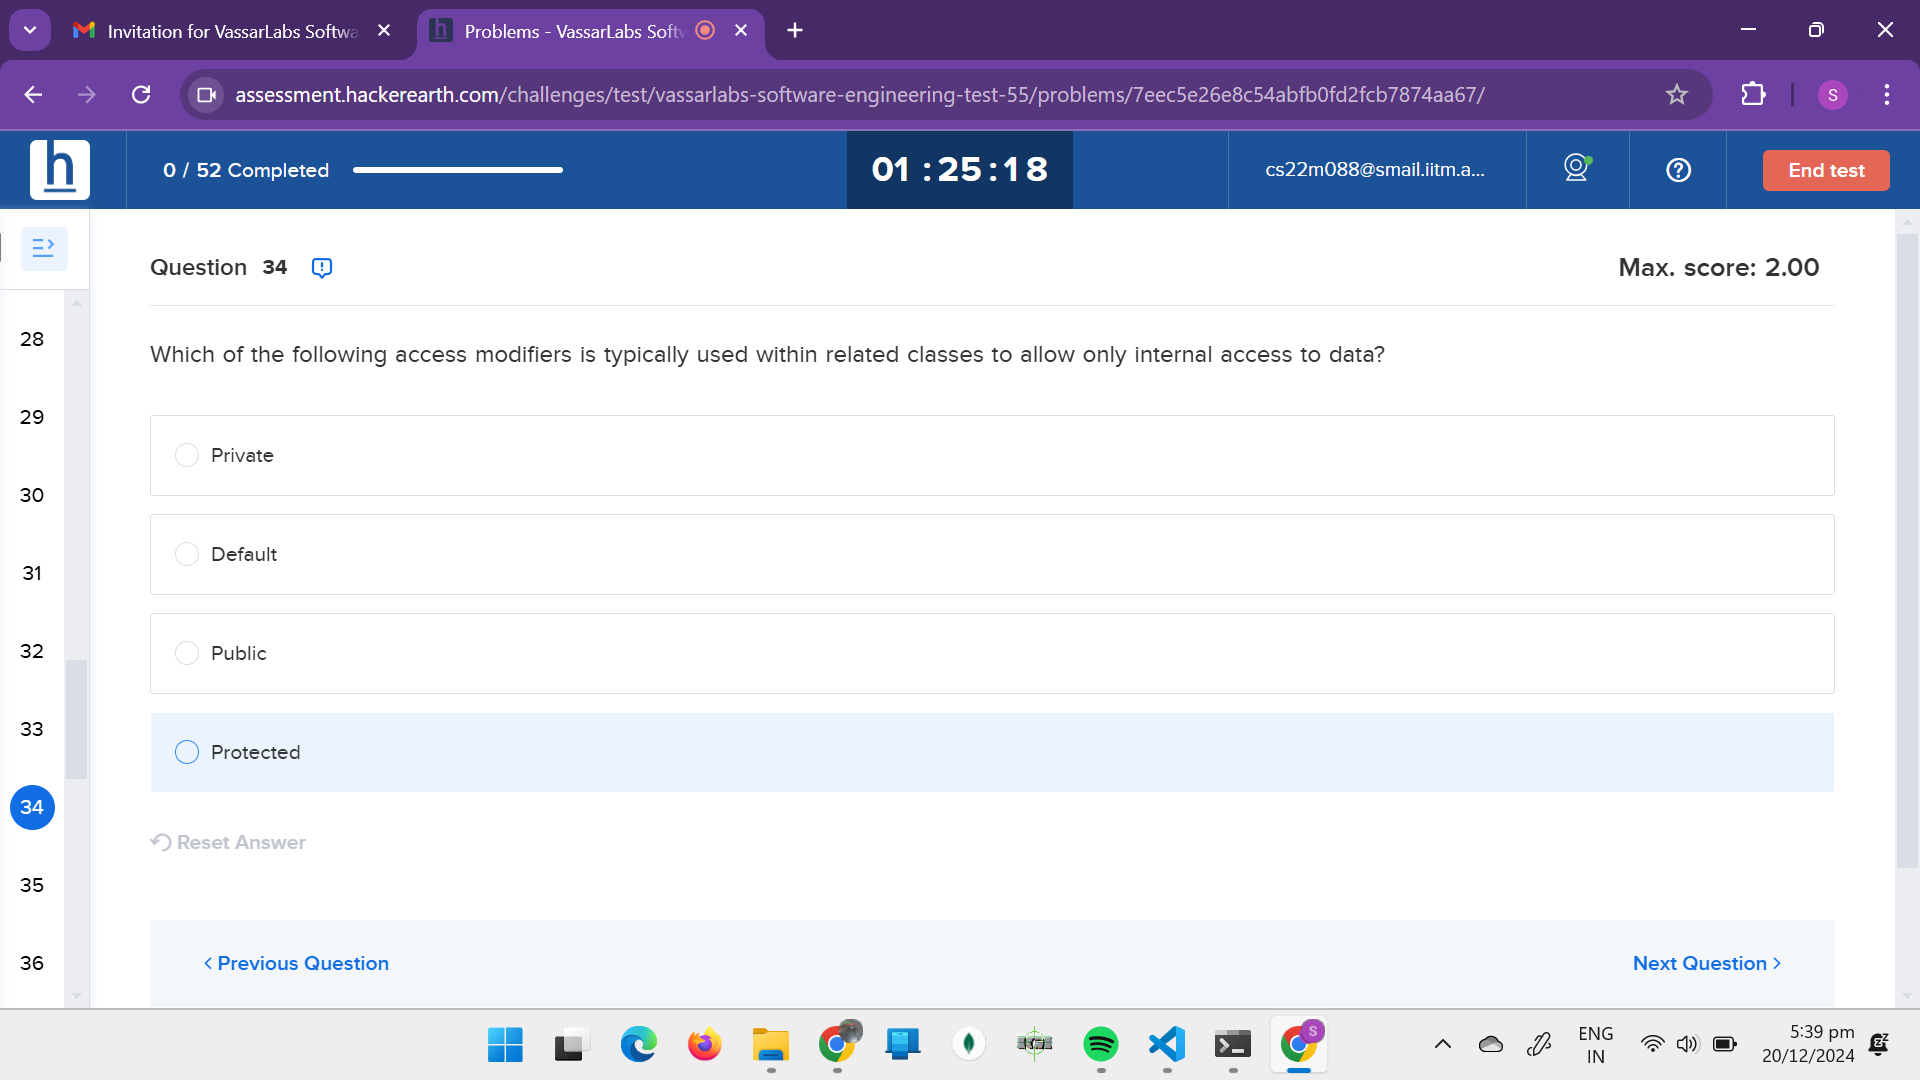 Invitation for VassarLabs Softwa
Problems - VassarLabs Softw
assessment.hackerearth.com/challenges/test/vassarlabs-software-engineering-test-55/problems/7eec5e26e8c54abfb0fd2fcb7874aa67/
S
h
0 / 52 Completed
01 : 25 : 18
cs22m088@smail.iitm.a...
End test
Question 34
Max. score: 2.00
Which of the following access modifiers is typically used within related classes to allow only internal access to data?
Private
Default
Public
Protected
Reset Answer
28
29
30
31
32
33
34
35
36
Previous Question
Next Question
S
ENG
IN
5:39 pm
20/12/2024